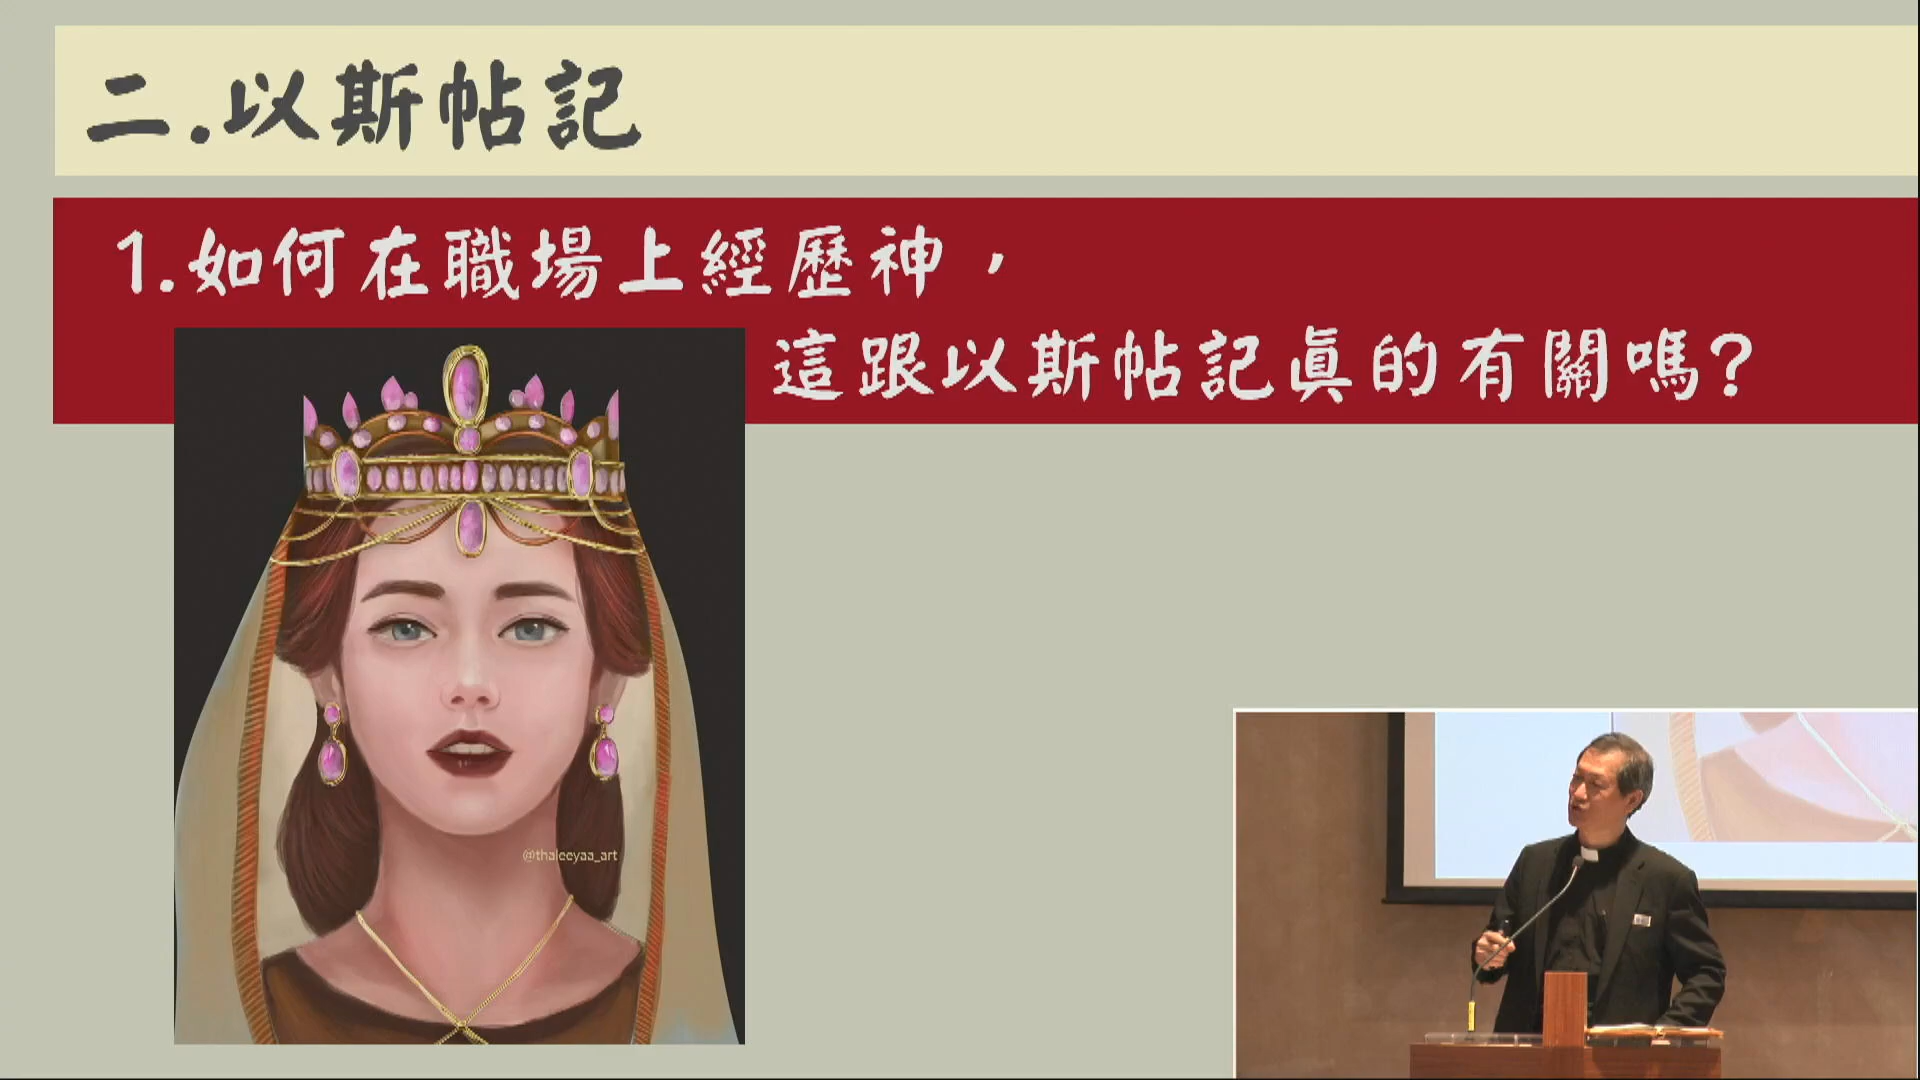 二.以斯帖記
1.如何在職場上經歷神，
這跟以斯帖記真的有關嗎?
@thaleeyaa_art